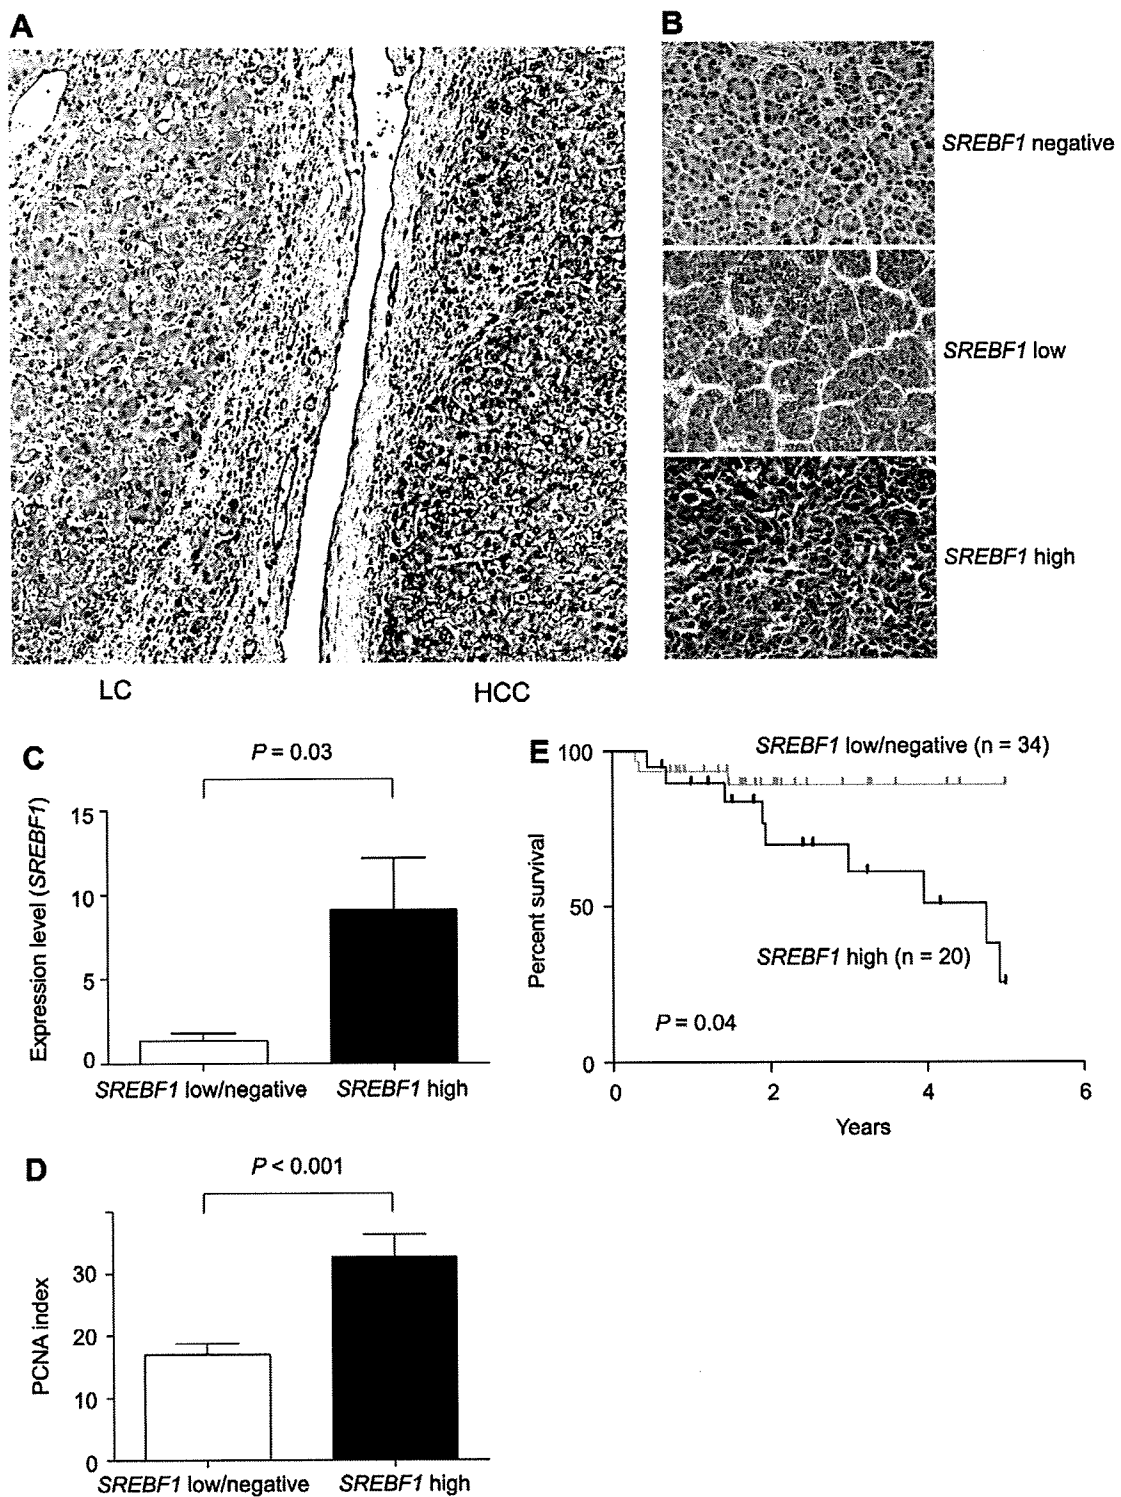 A
B
SREBF1 negative
SREBF1 low
SREBF1 high
LC
HCC
C
P = 0.03
15
10
5
0
Expression level (SREBF1)
SREBF1 low/negative
SREBF1 high
E
100
50
0
Percent survival
SREBF1 low/negative (n = 34)
SREBF1 high (n = 20)
P = 0.04
0
2
4
6
Years
D
P < 0.001
30
20
10
0
PCNA index
SREBF1 low/negative
SREBF1 high